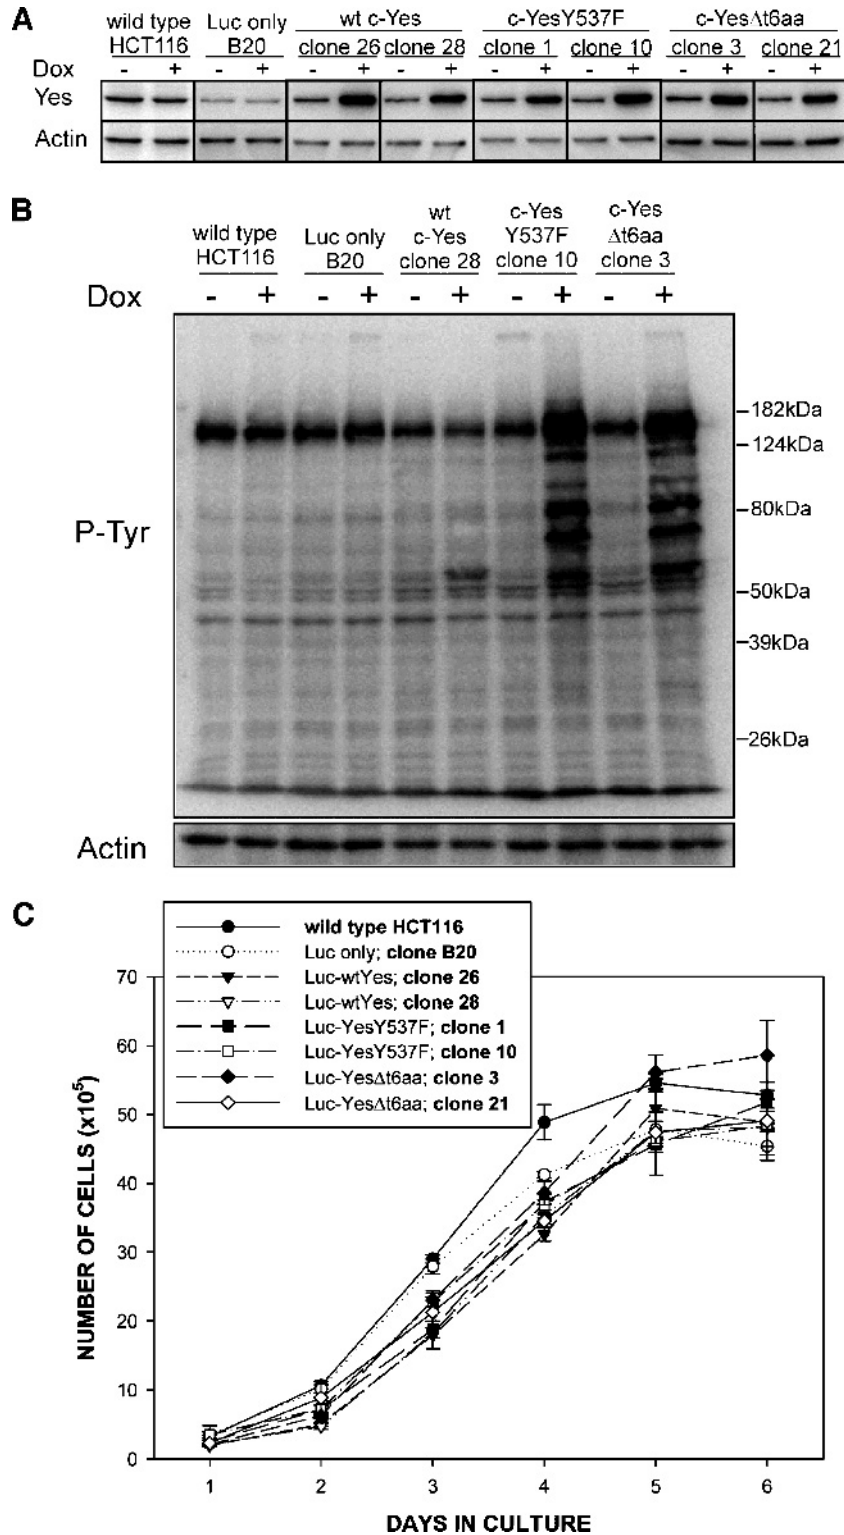 A
wild type HCT116
Luc only B20
wt c-Yes
c-YesY537F
c-YesΔt6aa
clone 26 clone 28 clone 1 clone 10 clone 3 clone 21
Dox - + - + - + - + - + - + - + - +
Yes
Actin
B
wild type HCT116
Luc only B20
wt c-Yes clone 28
c-Yes Y537F clone 10
c-Yes Δt6aa clone 3
Dox - + - + - + - + - +
P-Tyr
182kDa
124kDa
80kDa
50kDa
39kDa
26kDa
Actin
C
wild type HCT116
Luc only; clone B20
Luc-wtYes; clone 26
Luc-wtYes; clone 28
Luc-YesY537F; clone 1
Luc-YesY537F; clone 10
Luc-YesΔt6aa; clone 3
Luc-YesΔt6aa; clone 21
NUMBER OF CELLS (x10⁵)
70
60
50
40
30
20
10
0
1 2 3 4 5 6
DAYS IN CULTURE